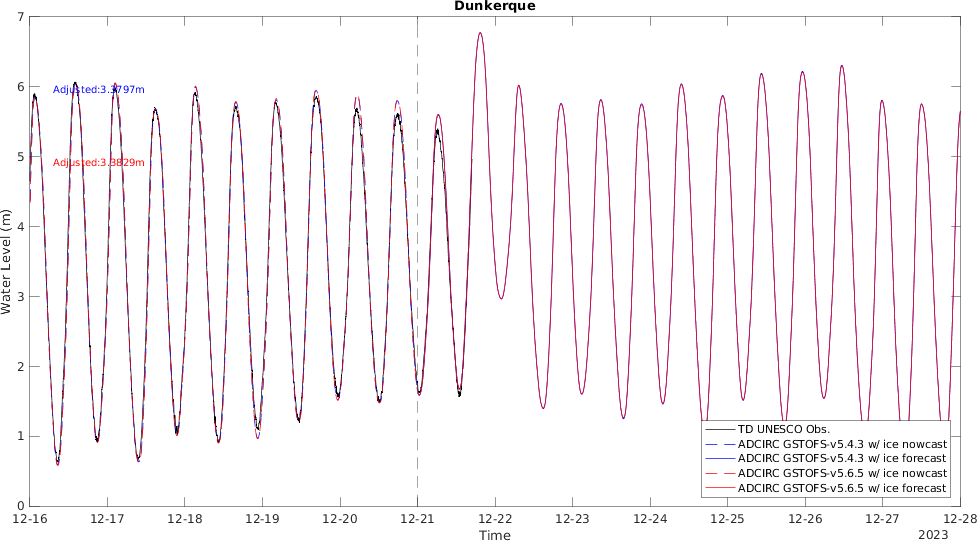 Dunkerque
7
6
5
4
3
2
1
0
Water Level (m)
Adjusted:3.3797m
Adjusted:3.3829m
TD UNESCO Obs.
ADCIRC GSTOFS-v5.4.3 w/ ice nowcast
ADCIRC GSTOFS-v5.4.3 w/ ice forecast
ADCIRC GSTOFS-v5.6.5 w/ ice nowcast
ADCIRC GSTOFS-v5.6.5 w/ ice forecast
12-16 12-17 12-18 12-19 12-20 12-21 12-22 12-23 12-24 12-25 12-26 12-27 12-28
Time
2023